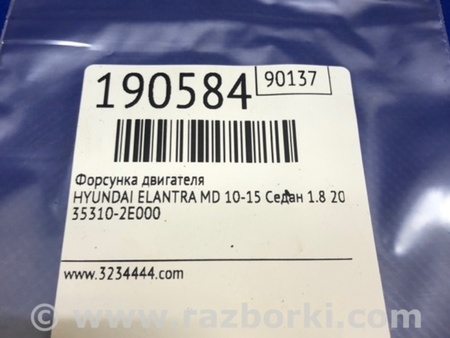 190584
90137
Форсунка двигателя
HYUNDAI ELANTRA MD 10-15 Седан 1.8 20
35310-2E000
www.3234444.com
© www.razborki.com